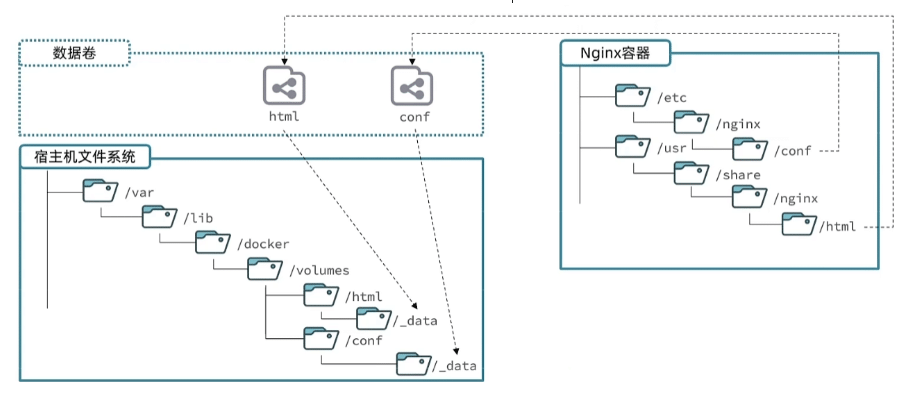 数据卷
html
conf
宿主机文件系统
/var
/lib
/docker
/volumes
/html
/_data
/conf
/_data
Nginx容器
/etc
/nginx
/conf
/usr
/share
/nginx
/html